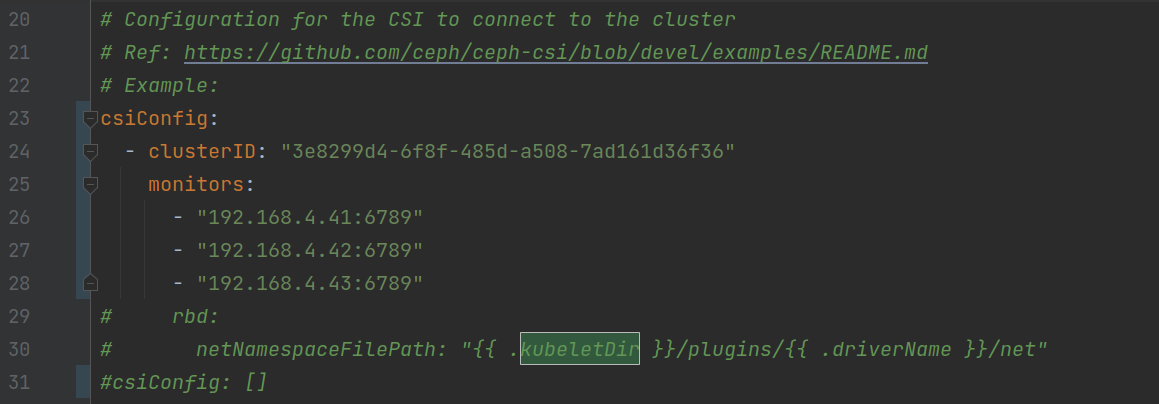 20 # Configuration for the CSI to connect to the cluster
21 # Ref: https://github.com/ceph/ceph-csi/blob/devel/examples/README.md
22 # Example:
23 csiConfig:
24   - clusterID: "3e8299d4-6f8f-485d-a508-7ad161d36f36"
25     monitors:
26       - "192.168.4.41:6789"
27       - "192.168.4.42:6789"
28       - "192.168.4.43:6789"
29 #     rbd:
30 #       netNamespaceFilePath: "{{ .kubeletDir }}/plugins/{{ .driverName }}/net"
31 #csiConfig: []